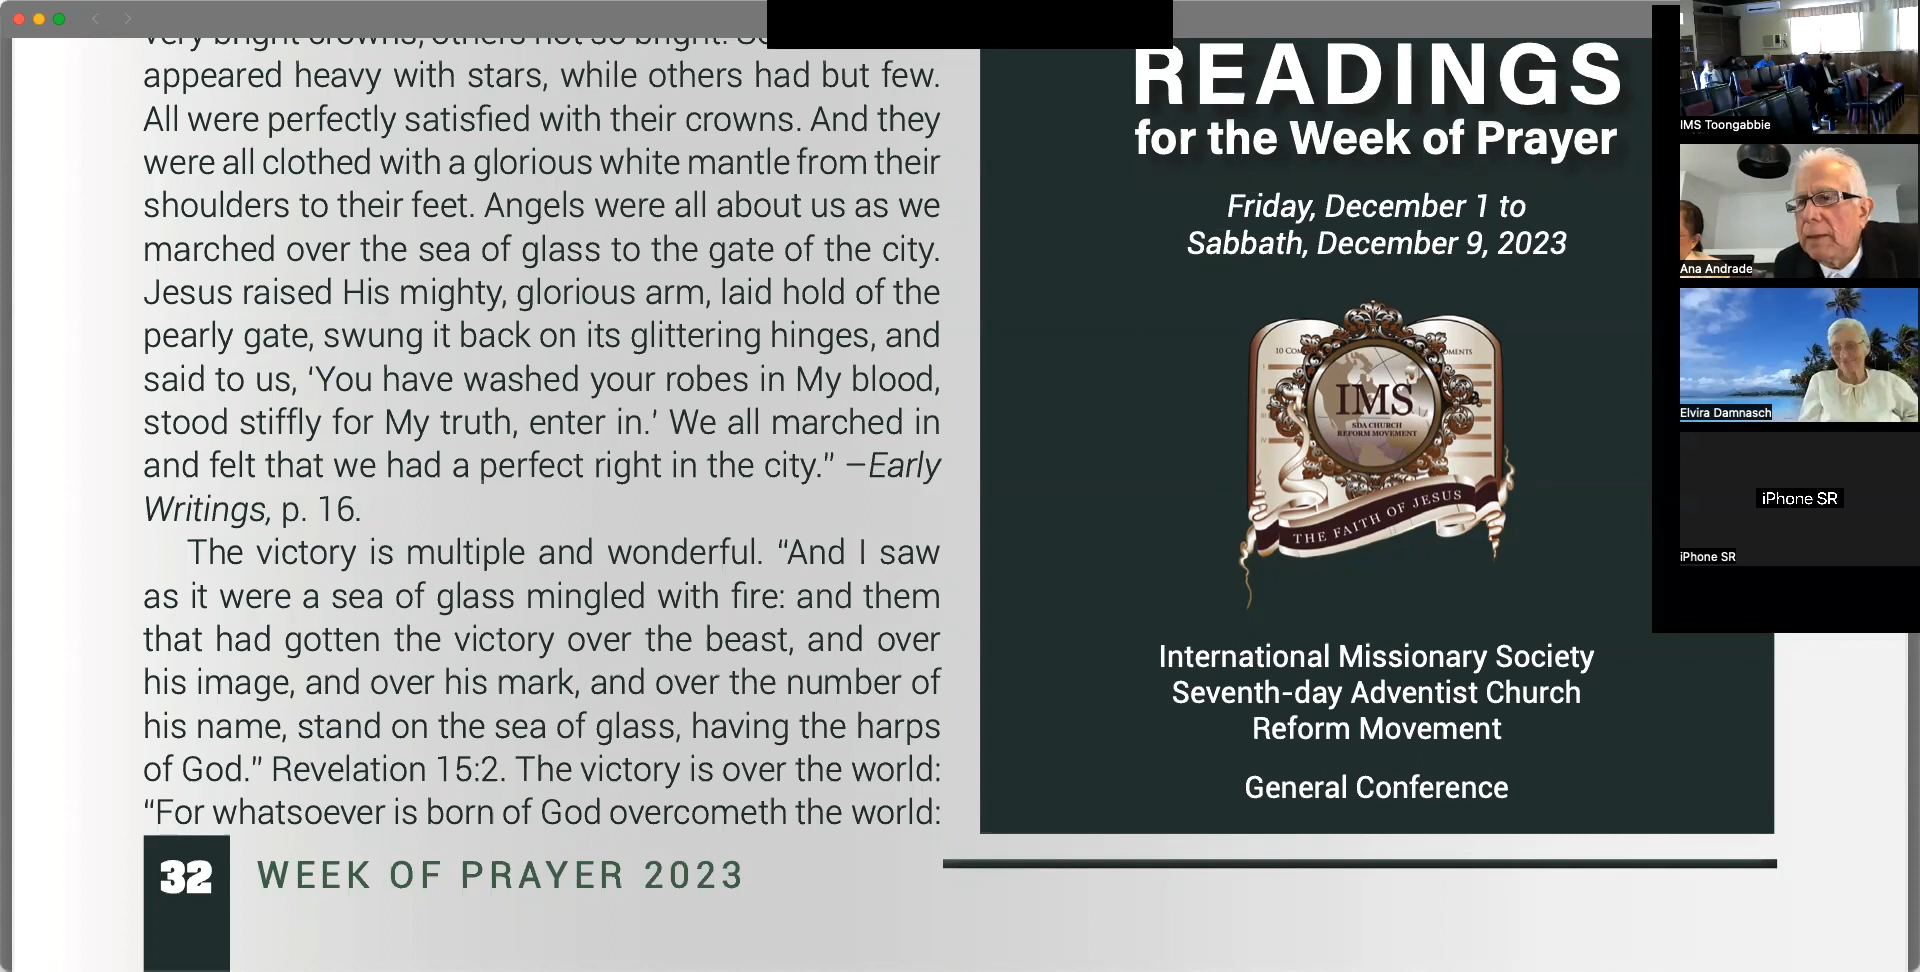 very bright crowns, others not so bright.
appeared heavy with stars, while others had but few.
All were perfectly satisfied with their crowns. And they
were all clothed with a glorious white mantle from their
shoulders to their feet. Angels were all about us as we
marched over the sea of glass to the gate of the city.
Jesus raised His mighty, glorious arm, laid hold of the
pearly gate, swung it back on its glittering hinges, and
said to us, ‘You have washed your robes in My blood,
stood stiffly for My truth, enter in.’ We all marched in
and felt that we had a perfect right in the city.” –Early
Writings, p. 16.
The victory is multiple and wonderful. “And I saw
as it were a sea of glass mingled with fire: and them
that had gotten the victory over the beast, and over
his image, and over his mark, and over the number of
his name, stand on the sea of glass, having the harps
of God.” Revelation 15:2. The victory is over the world:
“For whatsoever is born of God overcometh the world:
32 WEEK OF PRAYER 2023
READINGS
for the Week of Prayer
Friday, December 1 to
Sabbath, December 9, 2023
IMS
SDA CHURCH
REFORM MOVEMENT
THE FAITH OF JESUS
International Missionary Society
Seventh-day Adventist Church
Reform Movement
General Conference
IMS Toongabbie
Ana Andrade
Elvira Damnasch
iPhone SR
iPhone SR